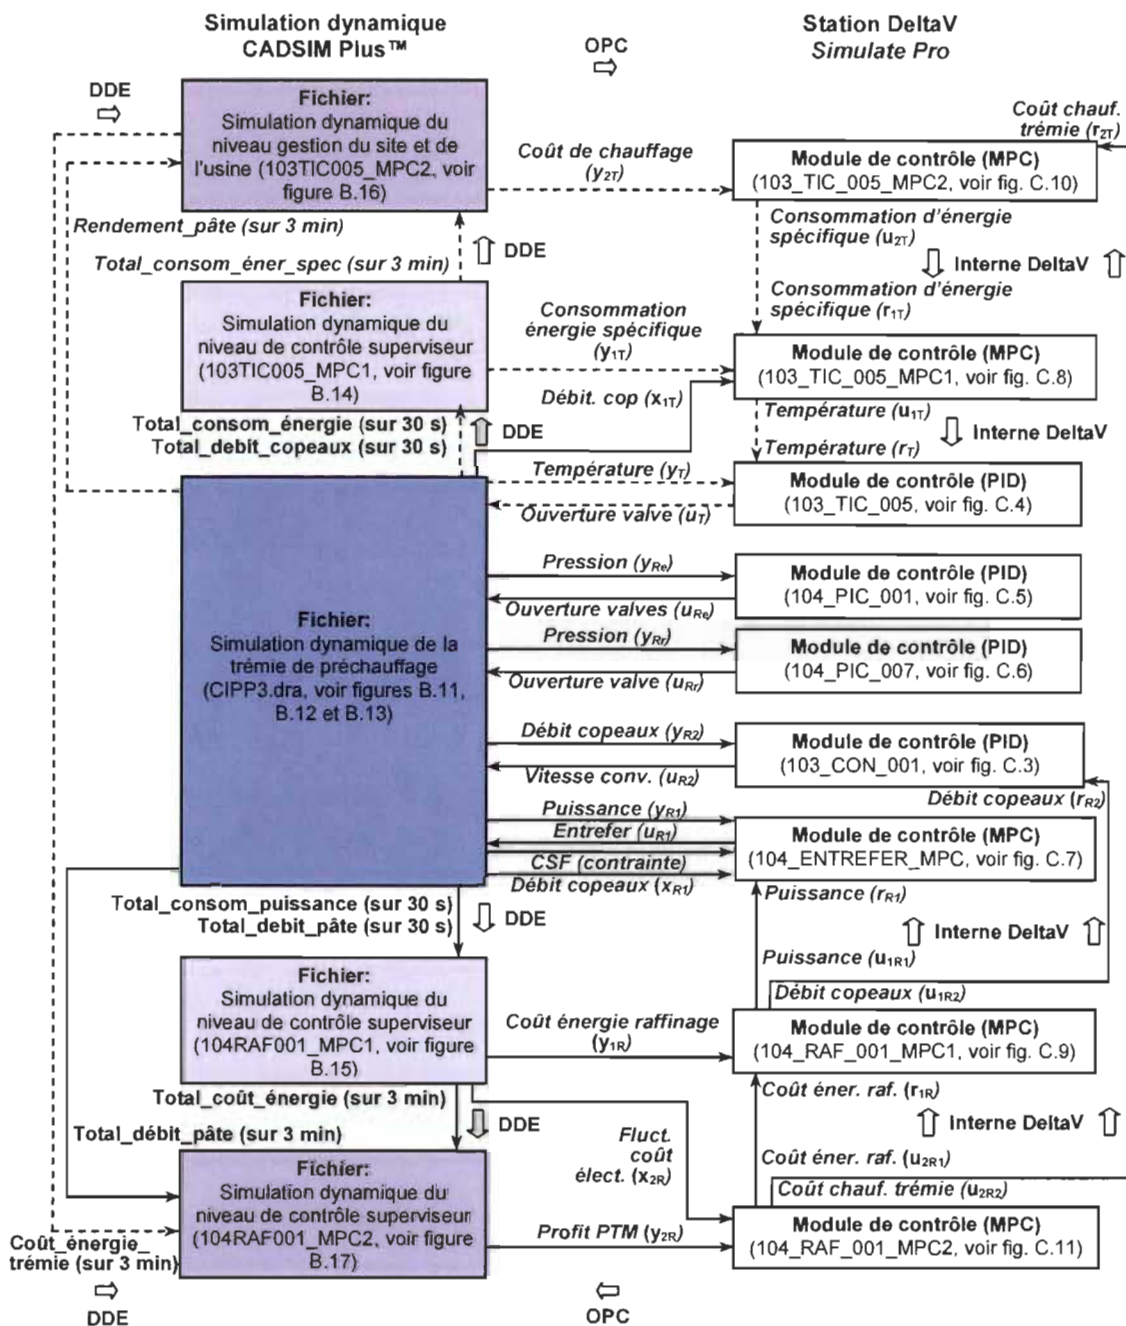 Simulation dynamique
CADSIM Plus™
OPC
Station DeltaV
Simulate Pro
DDE
Fichier:
Simulation dynamique du
niveau gestion du site et de
l'usine (103TIC005_MPC2, voir
figure B.16)
Coût de chauffage
(y2T)
Coût chauf.
trémie (r2T)
Module de contrôle (MPC)
(103_TIC_005_MPC2, voir fig. C.10)
Rendement_pâte (sur 3 min)
Total_consom_éner_spec (sur 3 min)
DDE
Consommation d'énergie
spécifique (u2T)
Interne DeltaV
Consommation d'énergie
spécifique (r1T)
Fichier:
Simulation dynamique du
niveau de contrôle superviseur
(103TIC005_MPC1, voir figure
B.14)
Consommation
énergie spécifique
(y1T)
Débit. cop (x1T)
Module de contrôle (MPC)
(103_TIC_005_MPC1, voir fig. C.8)
Total_consom_énergie (sur 30 s)
Total_debit_copeaux (sur 30 s)
DDE
Température (u1T)
Interne DeltaV
Température (rT)
Température (yT)
Ouverture valve (uT)
Module de contrôle (PID)
(103_TIC_005, voir fig. C.4)
Fichier:
Simulation dynamique de la
trémie de préchauffage
(CIPP3.dra, voir figures B.11,
B.12 et B.13)
Pression (yRe)
Ouverture valves (uRe)
Module de contrôle (PID)
(104_PIC_001, voir fig. C.5)
Pression (yRr)
Ouverture valve (uRr)
Module de contrôle (PID)
(104_PIC_007, voir fig. C.6)
Débit copeaux (yR2)
Vitesse conv. (uR2)
Module de contrôle (PID)
(103_CON_001, voir fig. C.3)
Débit copeaux (rR2)
Puissance (yR1)
Entrefer (uR1)
CSF (contrainte)
Débit copeaux (xR1)
Module de contrôle (MPC)
(104_ENTREFER_MPC, voir fig. C.7)
Puissance (rR1)
Total_consom_puissance (sur 30 s)
Total_debit_pâte (sur 30 s)
DDE
Interne DeltaV
Puissance (u1R1)
Débit copeaux (u1R2)
Fichier:
Simulation dynamique du
niveau de contrôle superviseur
(104RAF001_MPC1, voir figure
B.15)
Coût énergie raffinage
(y1R)
Module de contrôle (MPC)
(104_RAF_001_MPC1, voir fig. C.9)
Total_coût_énergie (sur 3 min)
DDE
Coût éner. raf. (r1R)
Interne DeltaV
Total_débit_pâte (sur 3 min)
Fluct.
coût
élect. (x2R)
Coût éner. raf. (u2R1)
Coût chauf. trémie (u2R2)
Fichier:
Simulation dynamique du
niveau de contrôle superviseur
(104RAF001_MPC2, voir figure
B.17)
Profit PTM (y2R)
Module de contrôle (MPC)
(104_RAF_001_MPC2, voir fig. C.11)
Coût_énergie_
trémie (sur 3 min)
DDE
OPC